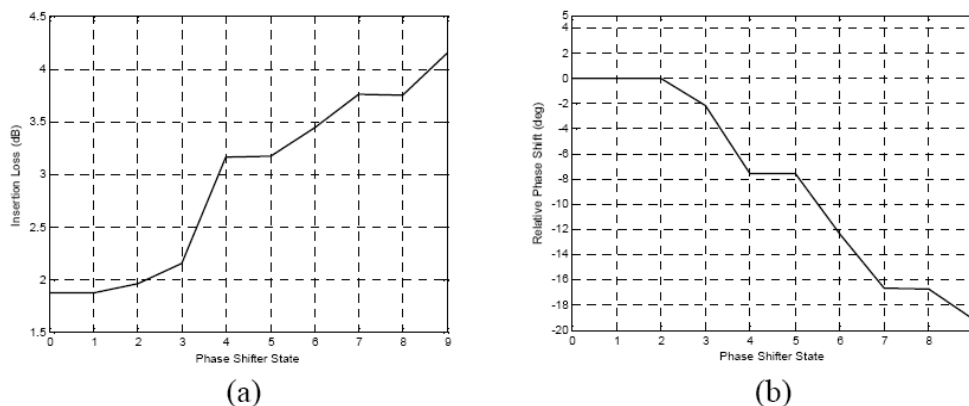 4.5
4
3.5
3
2.5
2
1.5
Insertion Loss (dB)
0 1 2 3 4 5 6 7 8 9
Phase Shifter State
(a)
5
4
2
0
-2
-4
-6
-8
-10
-12
-14
-16
-18
-20
Relative Phase Shift (deg)
0 1 2 3 4 5 6 7 8
Phase Shifter State
(b)